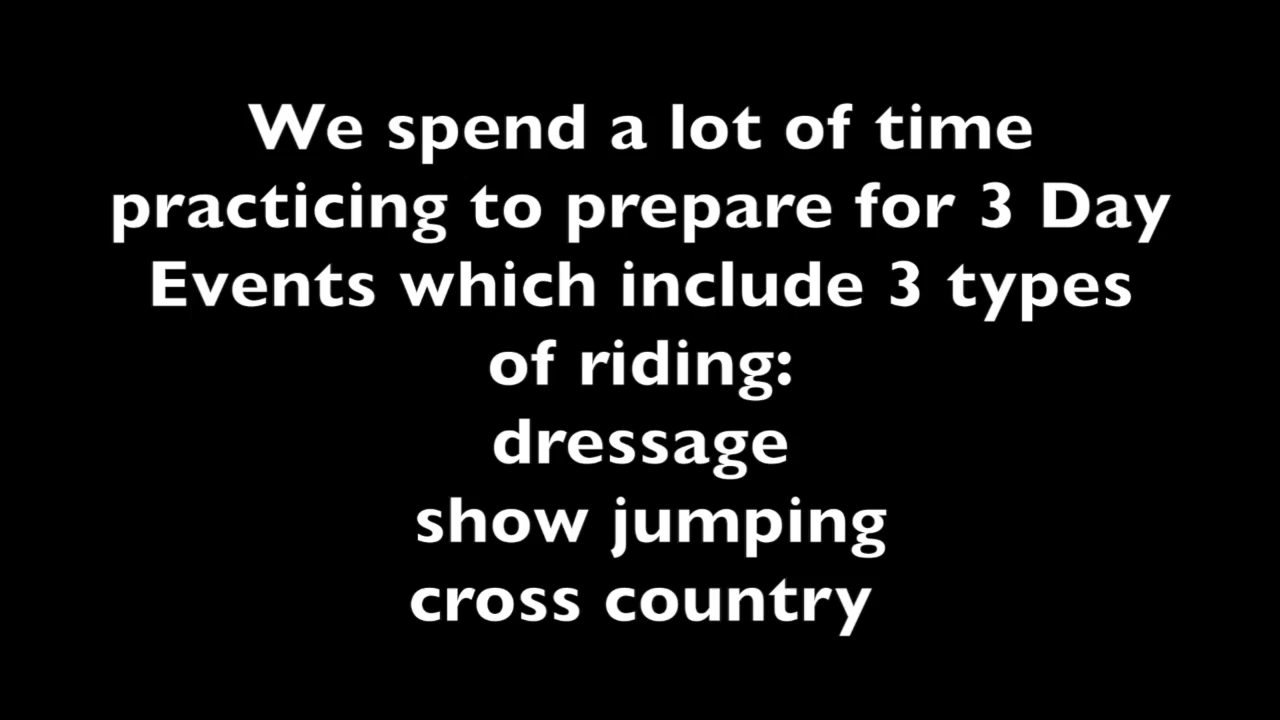 We spend a lot of time
practicing to prepare for 3 Day
Events which include 3 types
of riding:
dressage
show jumping
cross country